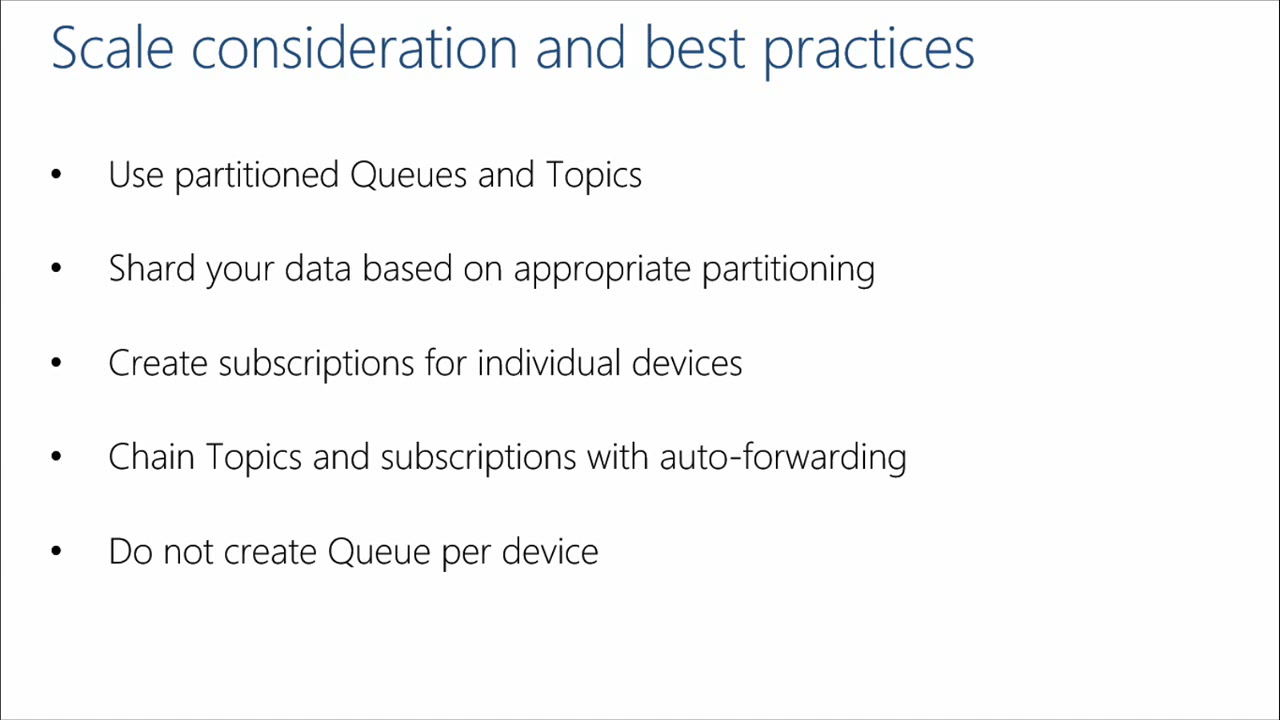 Scale consideration and best practices
• Use partitioned Queues and Topics
• Shard your data based on appropriate partitioning
• Create subscriptions for individual devices
• Chain Topics and subscriptions with auto-forwarding
• Do not create Queue per device